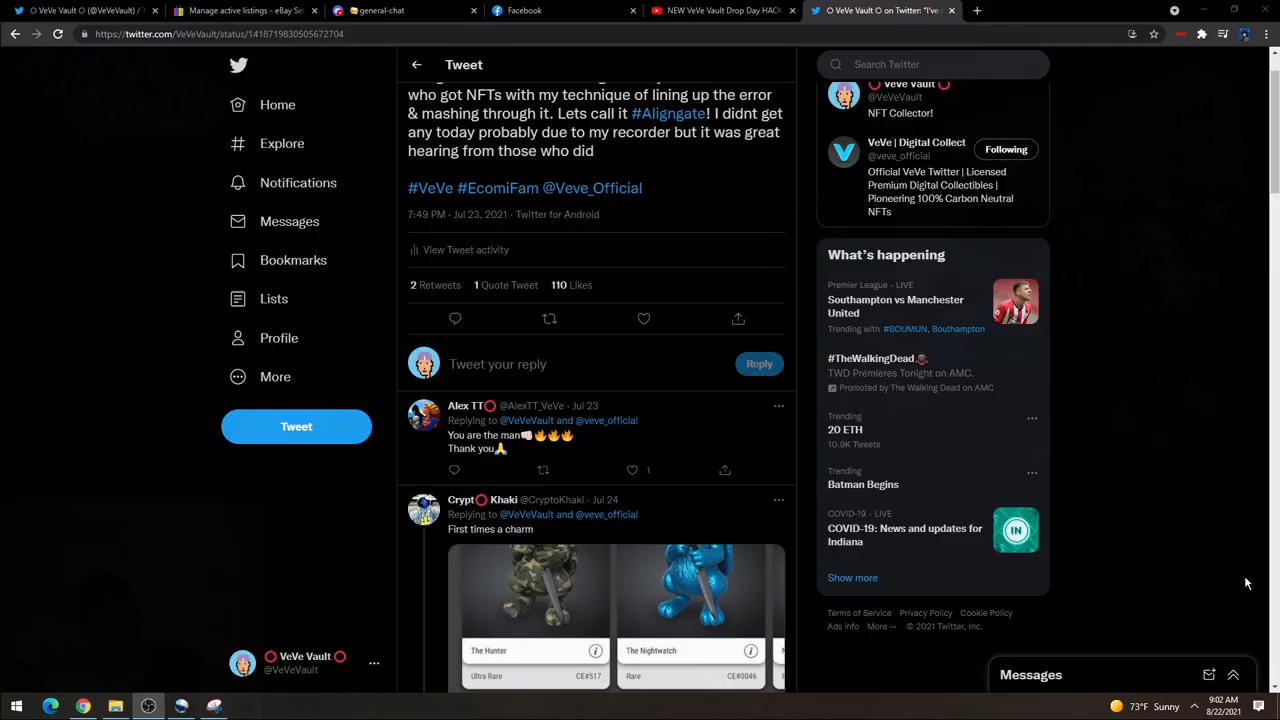 O VeVe Vault O (@VeVeVault) / T
Manage active listings - eBay Sel
general-chat
Facebook
NEW VeVe Vault Drop Day HACK
O VeVe Vault O on Twitter: "I've
https://twitter.com/VeVeVault/status/1418719830505672704
Home
Explore
Notifications
Messages
Bookmarks
Lists
Profile
More
Tweet
VeVe Vault
@VeVeVault
Tweet
who got NFTs with my technique of lining up the error
& mashing through it. Lets call it #Aligngate! I didnt get
any today probably due to my recorder but it was great
hearing from those who did
#VeVe #EcomiFam @Veve_Official
7:49 PM · Jul 23, 2021 · Twitter for Android
View Tweet activity
2 Retweets 1 Quote Tweet 110 Likes
Tweet your reply
Reply
Alex TT @AlexTT_VeVe · Jul 23
Replying to @VeVeVault and @veve_official
You are the man
Thank you
Crypt Khaki @CryptoKhaki · Jul 24
Replying to @VeVeVault and @veve_official
First times a charm
The Hunter
Ultra Rare CE#517
The Nightwatch
Rare CE#0046
Search Twitter
VeVe Vault
@VeVeVault
NFT Collector!
VeVe | Digital Collect
@veve_official
Following
Official VeVe Twitter | Licensed
Premium Digital Collectibles |
Pioneering 100% Carbon Neutral
NFTs
What's happening
Premier League · LIVE
Southampton vs Manchester
United
Trending with #SOUMUN, Southampton
#TheWalkingDead
TWD Premieres Tonight on AMC.
Promoted by The Walking Dead on AMC
Trending
20 ETH
10.9K Tweets
Trending
Batman Begins
COVID-19 · LIVE
COVID-19: News and updates for
Indiana
IN
Show more
Terms of Service Privacy Policy Cookie Policy
Ads info More ··· © 2021 Twitter, Inc.
Messages
73°F Sunny
9:02 AM
8/22/2021